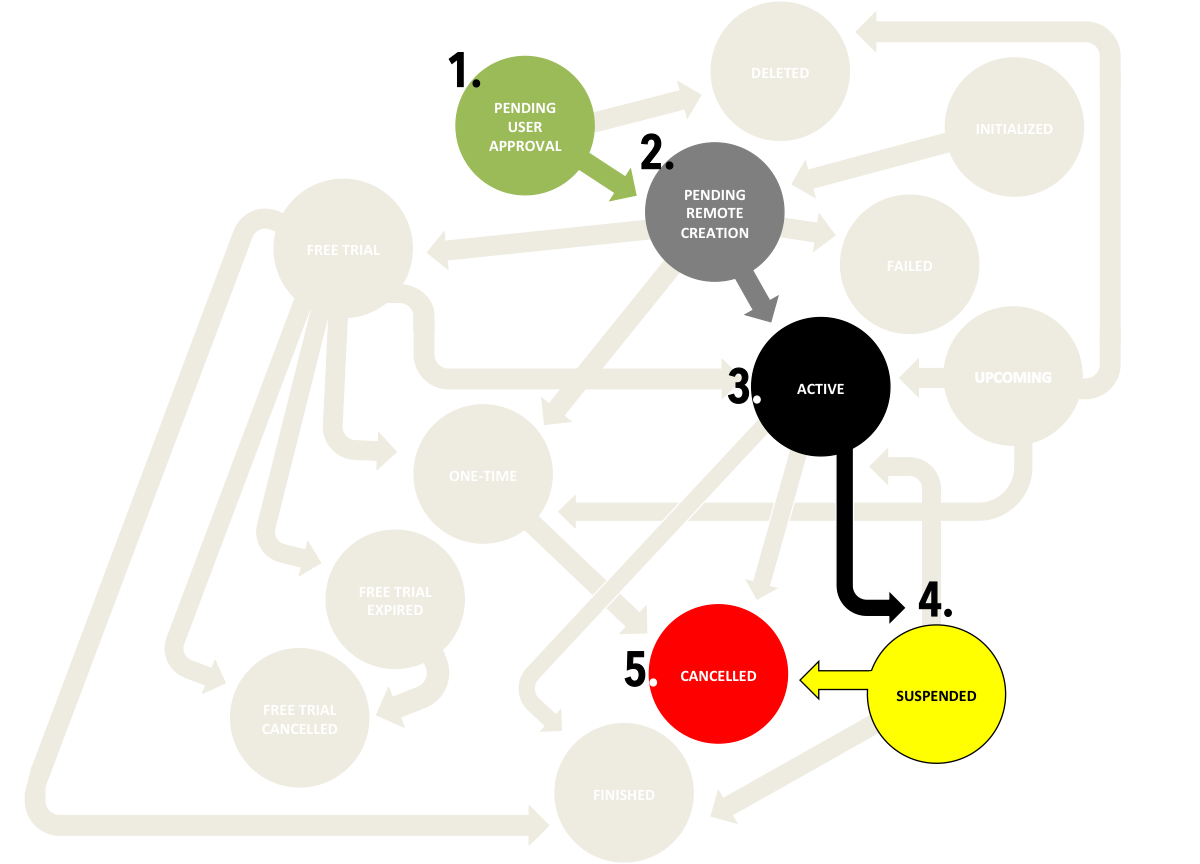 1.
PENDING
USER
APPROVAL
DELETED
INITIALIZED
2.
PENDING
REMOTE
CREATION
FREE TRIAL
FAILED
3.
ACTIVE
UPCOMING
ONE-TIME
FREE TRIAL
EXPIRED
4.
5.
CANCELLED
SUSPENDED
FREE TRIAL
CANCELLED
FINISHED